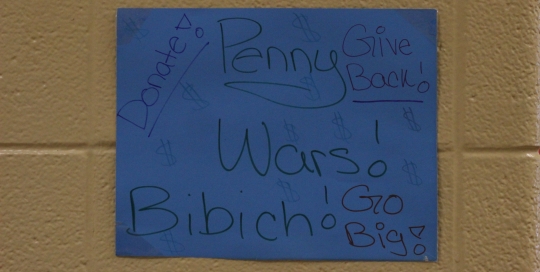 Donate!
Penny
Give
Back!
Wars!
Bibich!
Go
Big!
$ $ $ $ $ $ $ $ $